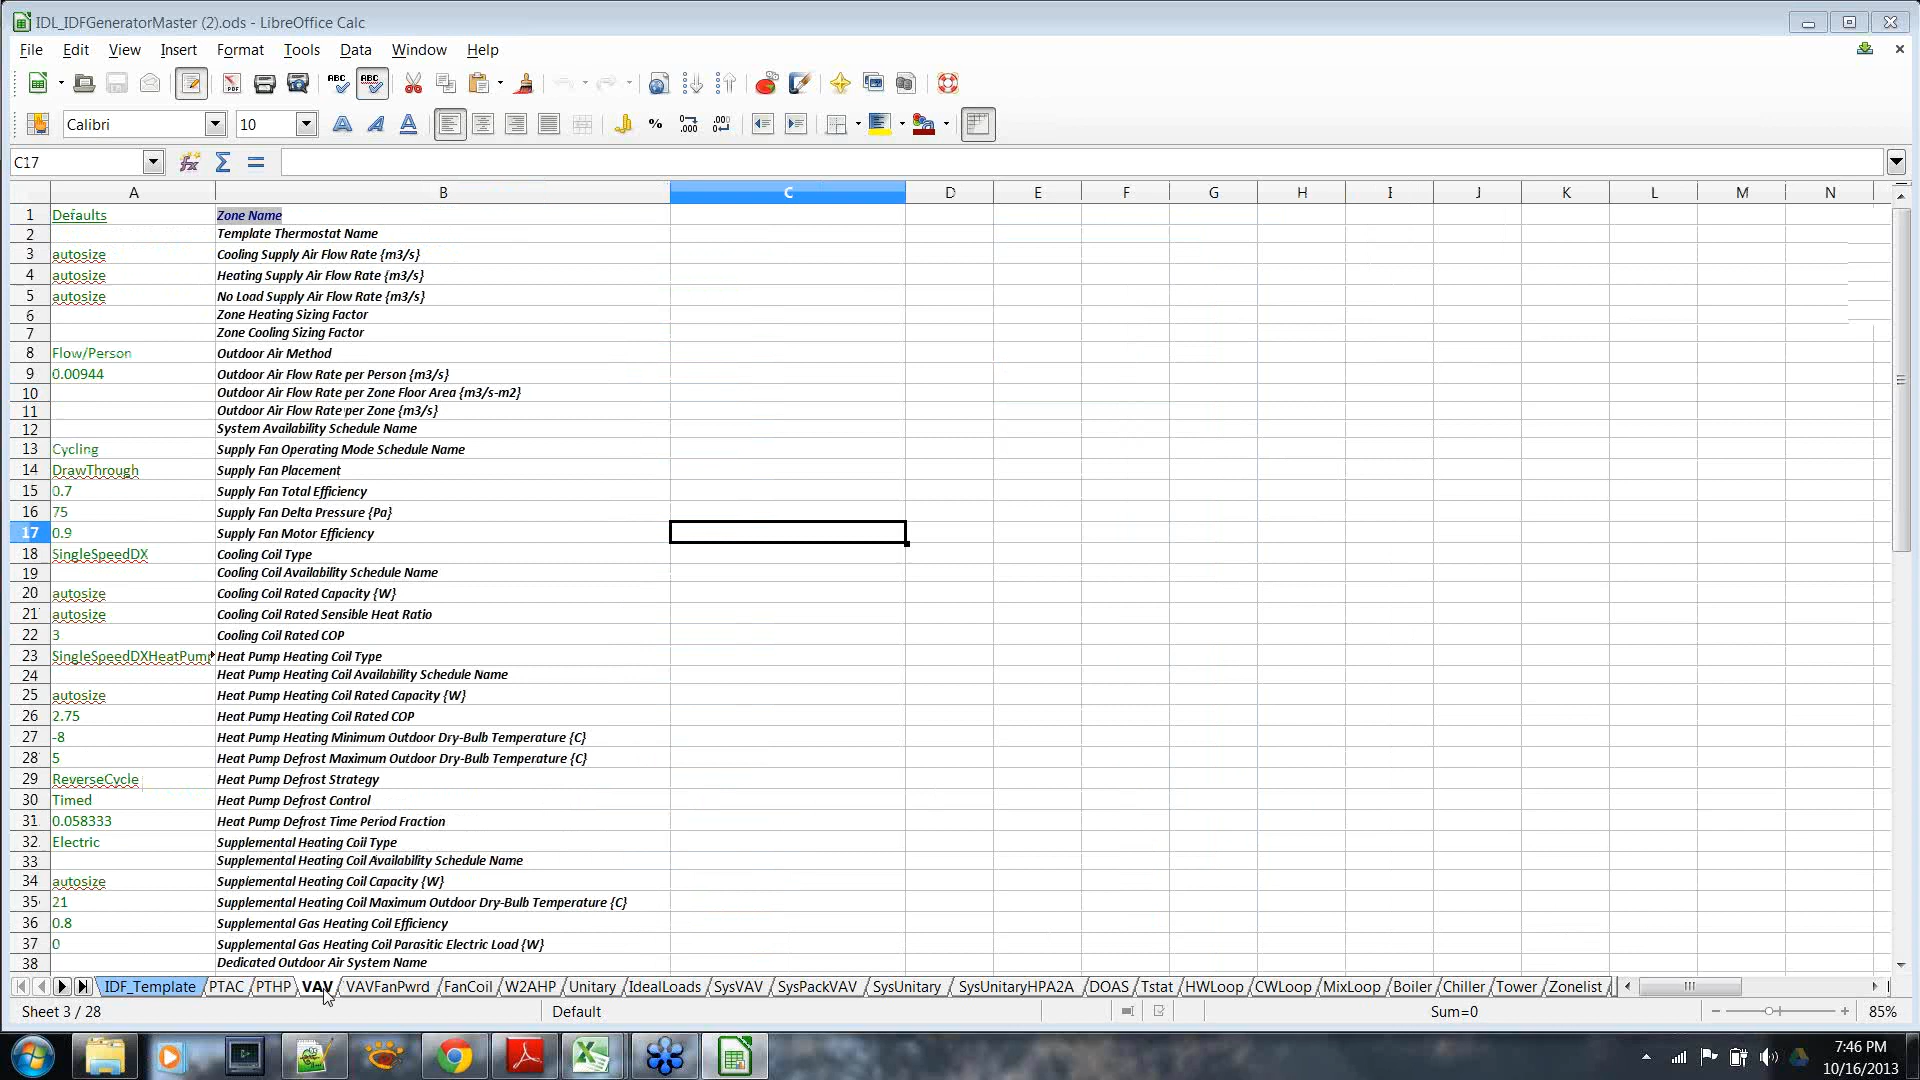 IDL_IDFGeneratorMaster (2).ods - LibreOffice Calc
File Edit View Insert Format Tools Data Window Help
Calibri 10
C17
A B C D E F G H I J K L M N
1 Defaults Zone Name
2 Template Thermostat Name
3 autosize Cooling Supply Air Flow Rate {m3/s}
4 autosize Heating Supply Air Flow Rate {m3/s}
5 autosize No Load Supply Air Flow Rate {m3/s}
6 Zone Heating Sizing Factor
7 Zone Cooling Sizing Factor
8 Flow/Person Outdoor Air Method
9 0.00944 Outdoor Air Flow Rate per Person {m3/s}
10 Outdoor Air Flow Rate per Zone Floor Area {m3/s-m2}
11 Outdoor Air Flow Rate per Zone {m3/s}
12 System Availability Schedule Name
13 Cycling Supply Fan Operating Mode Schedule Name
14 DrawThrough Supply Fan Placement
15 0.7 Supply Fan Total Efficiency
16 75 Supply Fan Delta Pressure {Pa}
17 0.9 Supply Fan Motor Efficiency
18 SingleSpeedDX Cooling Coil Type
19 Cooling Coil Availability Schedule Name
20 autosize Cooling Coil Rated Capacity {W}
21 autosize Cooling Coil Rated Sensible Heat Ratio
22 3 Cooling Coil Rated COP
23 SingleSpeedDXHeatPump Heat Pump Heating Coil Type
24 Heat Pump Heating Coil Availability Schedule Name
25 autosize Heat Pump Heating Coil Rated Capacity {W}
26 2.75 Heat Pump Heating Coil Rated COP
27 -8 Heat Pump Heating Minimum Outdoor Dry-Bulb Temperature {C}
28 5 Heat Pump Defrost Maximum Outdoor Dry-Bulb Temperature {C}
29 ReverseCycle Heat Pump Defrost Strategy
30 Timed Heat Pump Defrost Control
31 0.058333 Heat Pump Defrost Time Period Fraction
32 Electric Supplemental Heating Coil Type
33 Supplemental Heating Coil Availability Schedule Name
34 autosize Supplemental Heating Coil Capacity {W}
35 21 Supplemental Heating Coil Maximum Outdoor Dry-Bulb Temperature {C}
36 0.8 Supplemental Gas Heating Coil Efficiency
37 0 Supplemental Gas Heating Coil Parasitic Electric Load {W}
38 Dedicated Outdoor Air System Name
IDF_Template PTAC PTHP VAV VAVFanPwrd FanCoil W2AHP Unitary IdealLoads SysVAV SysPackVAV SysUnitary SysUnitaryHPA2A DOAS Tstat HWLoop CWLoop MixLoop Boiler Chiller Tower Zonelist
Sheet 3 / 28 Default Sum=0 85%
7:46 PM
10/16/2013